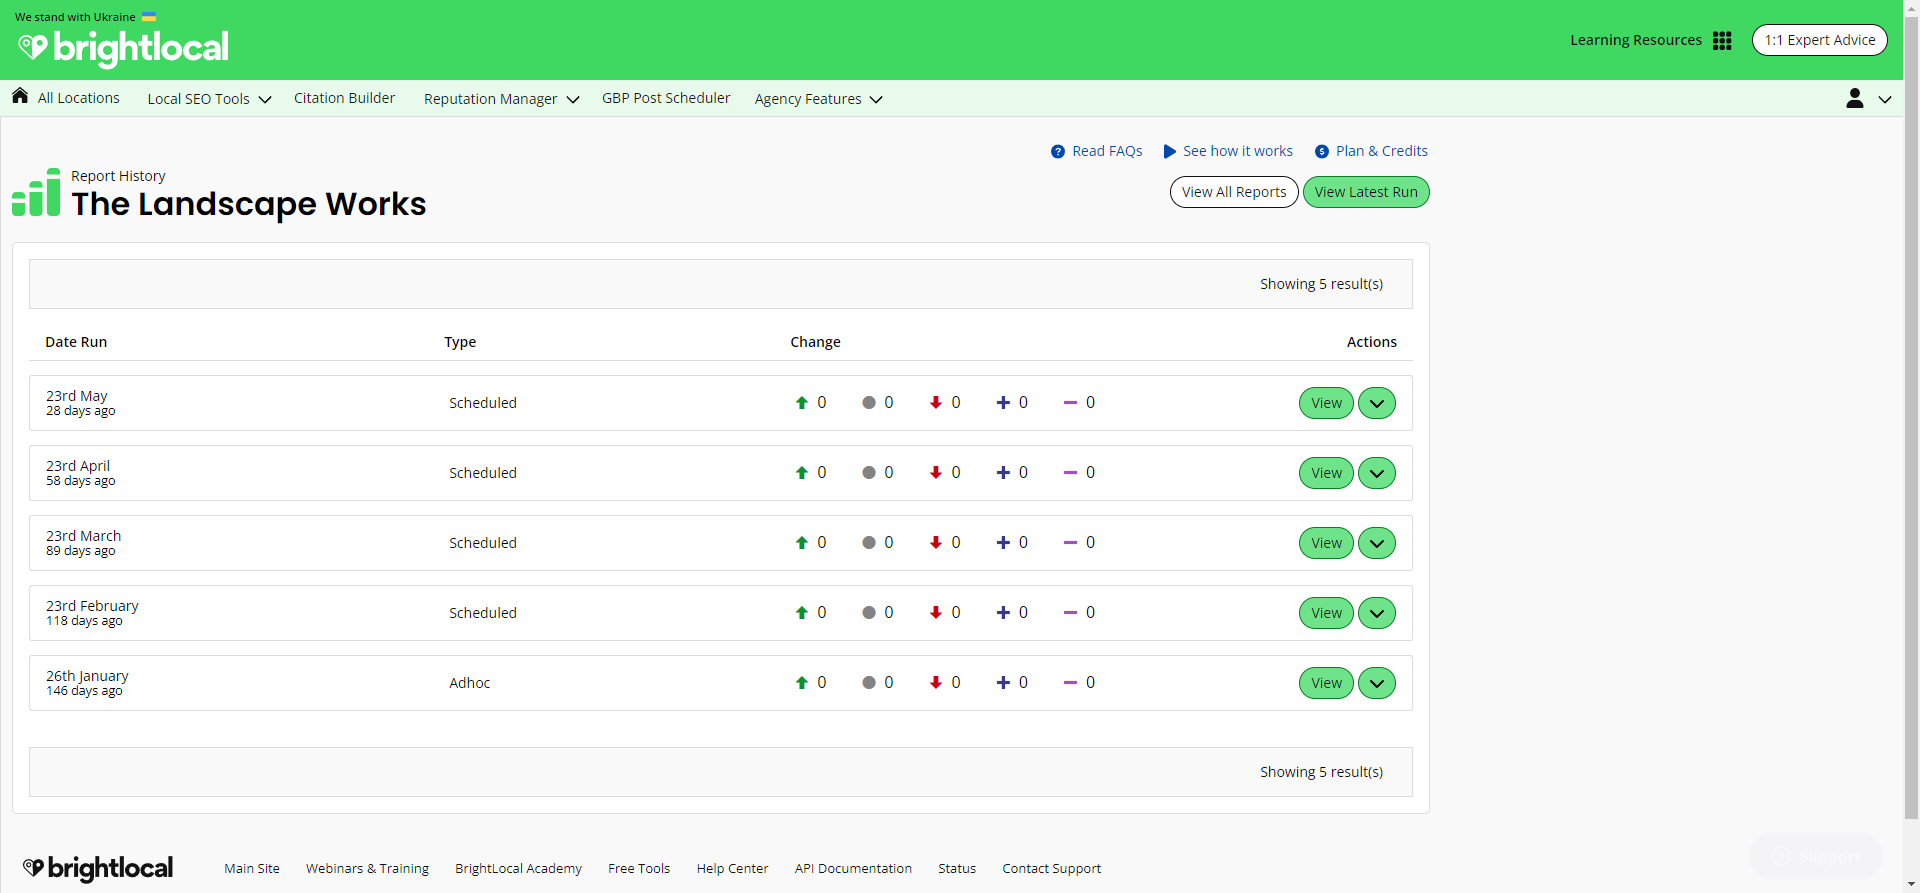 We stand with Ukraine
brightlocal
Learning Resources
1:1 Expert Advice
All Locations
Local SEO Tools
Citation Builder
Reputation Manager
GBP Post Scheduler
Agency Features
Read FAQs
See how it works
Plan & Credits
Report History
The Landscape Works
View All Reports
View Latest Run
Showing 5 result(s)
Date Run Type Change Actions
23rd May
28 days ago
Scheduled 0 0 0 0 0 View
23rd April
58 days ago
Scheduled 0 0 0 0 0 View
23rd March
89 days ago
Scheduled 0 0 0 0 0 View
23rd February
118 days ago
Scheduled 0 0 0 0 0 View
26th January
146 days ago
Adhoc 0 0 0 0 0 View
Showing 5 result(s)
brightlocal
Main Site
Webinars & Training
BrightLocal Academy
Free Tools
Help Center
API Documentation
Status
Contact Support
Support